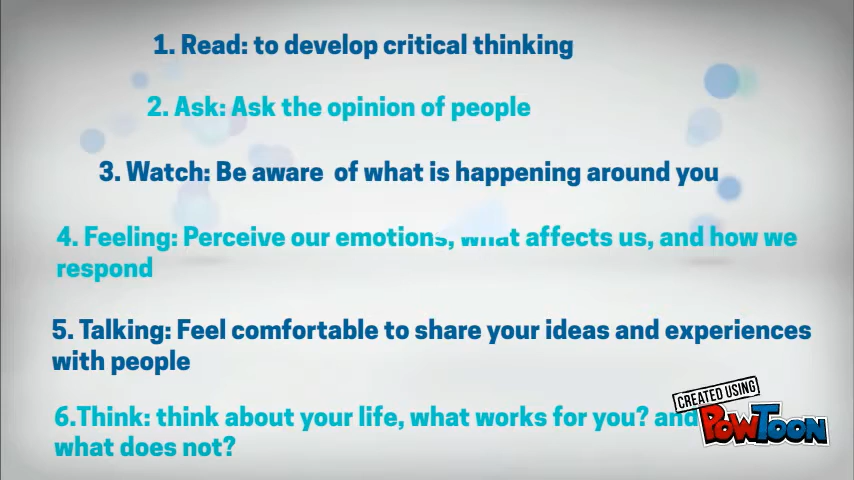 1. Read: to develop critical thinking
2. Ask: Ask the opinion of people
3. Watch: Be aware  of what is happening around you
4. Feeling: Perceive our emotions, what affects us, and how we
respond
5. Talking: Feel comfortable to share your ideas and experiences
with people
6.Think: think about your life, what works for you? and
what does not?
CREATED USING
POWTOON